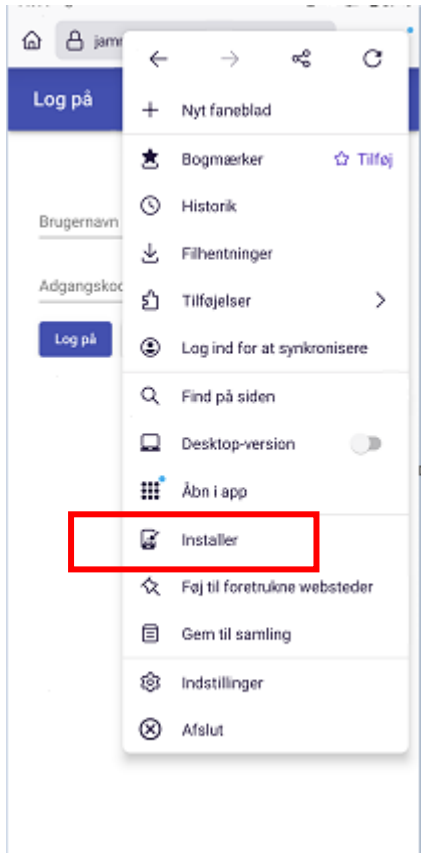 Log på
Nyt faneblad
Bogmærker
Tilføj
Historik
Brugernavn
Filhentninger
Tilføjelser
Log på
Log ind for at synkronisere
Find på siden
Desktop-version
Åbn i app
Installer
Føj til foretrukne websteder
Gem til samling
Indstillinger
Afslut